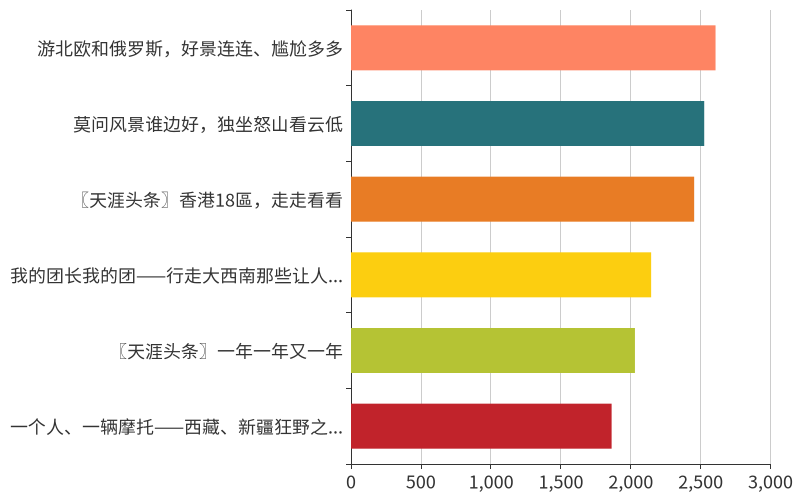 游北欧和俄罗斯，好景连连、尴尬多多
莫问风景谁边好，独坐怒山看云低
〖天涯头条〗香港18區，走走看看
我的团长我的团——行走大西南那些让人...
〖天涯头条〗一年一年又一年
一个人、一辆摩托——西藏、新疆狂野之...
0 500 1,000 1,500 2,000 2,500 3,000